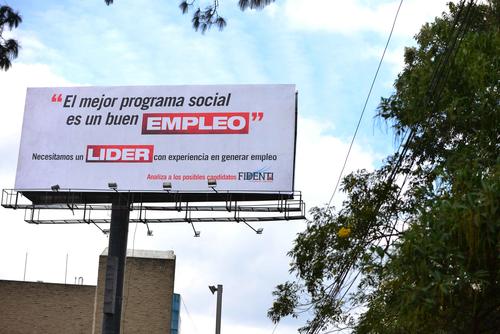 “El mejor programa social
es un buen EMPLEO”
Necesitamos un LIDER con experiencia en generar empleo
Analiza a los posibles candidatos FIDENTI